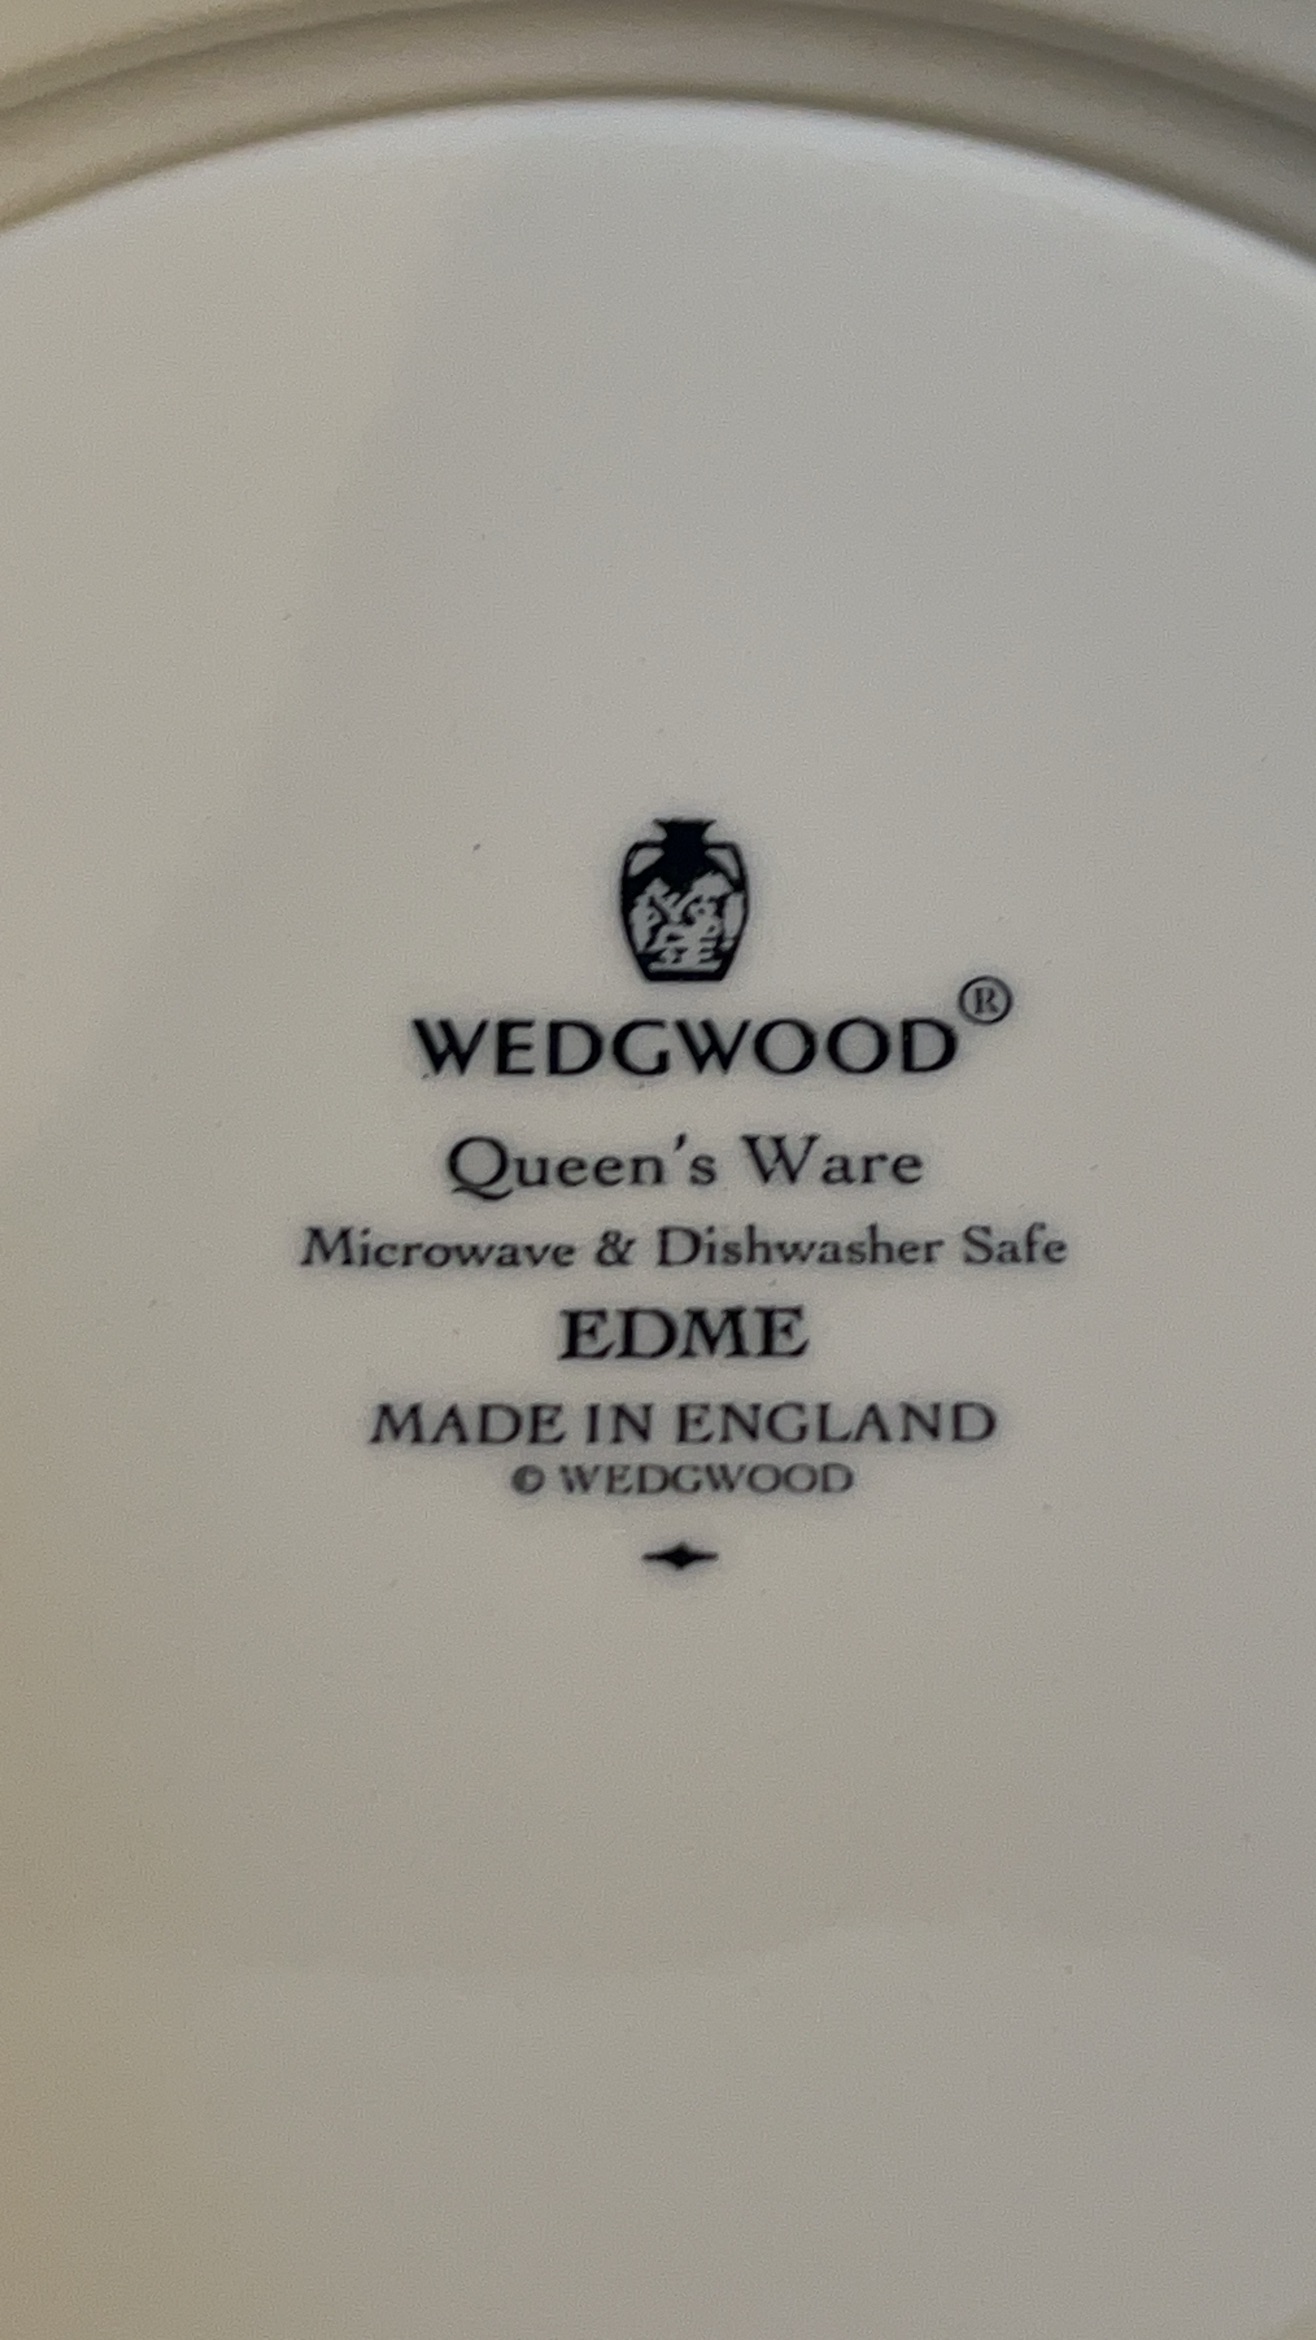 WEDGWOOD®
Queen's Ware
Microwave & Dishwasher Safe
EDME
MADE IN ENGLAND
© WEDGWOOD